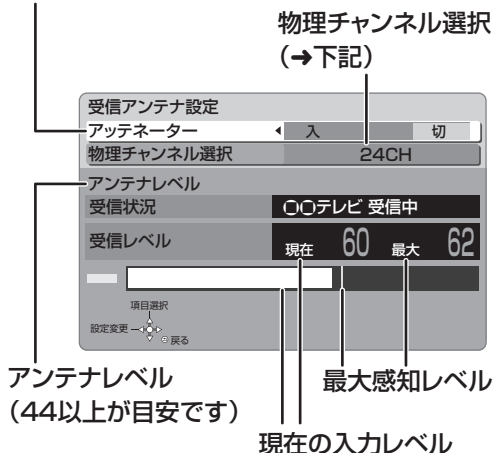 物理チャンネル選択
(➜下記)
受信アンテナ設定
アッテネーター 入 切
物理チャンネル選択 24CH
アンテナレベル
受信状況 ○○テレビ 受信中
受信レベル 現在 60 最大 62
項目選択
設定変更
戻る
アンテナレベル
(44以上が目安です)
最大感知レベル
現在の入力レベル